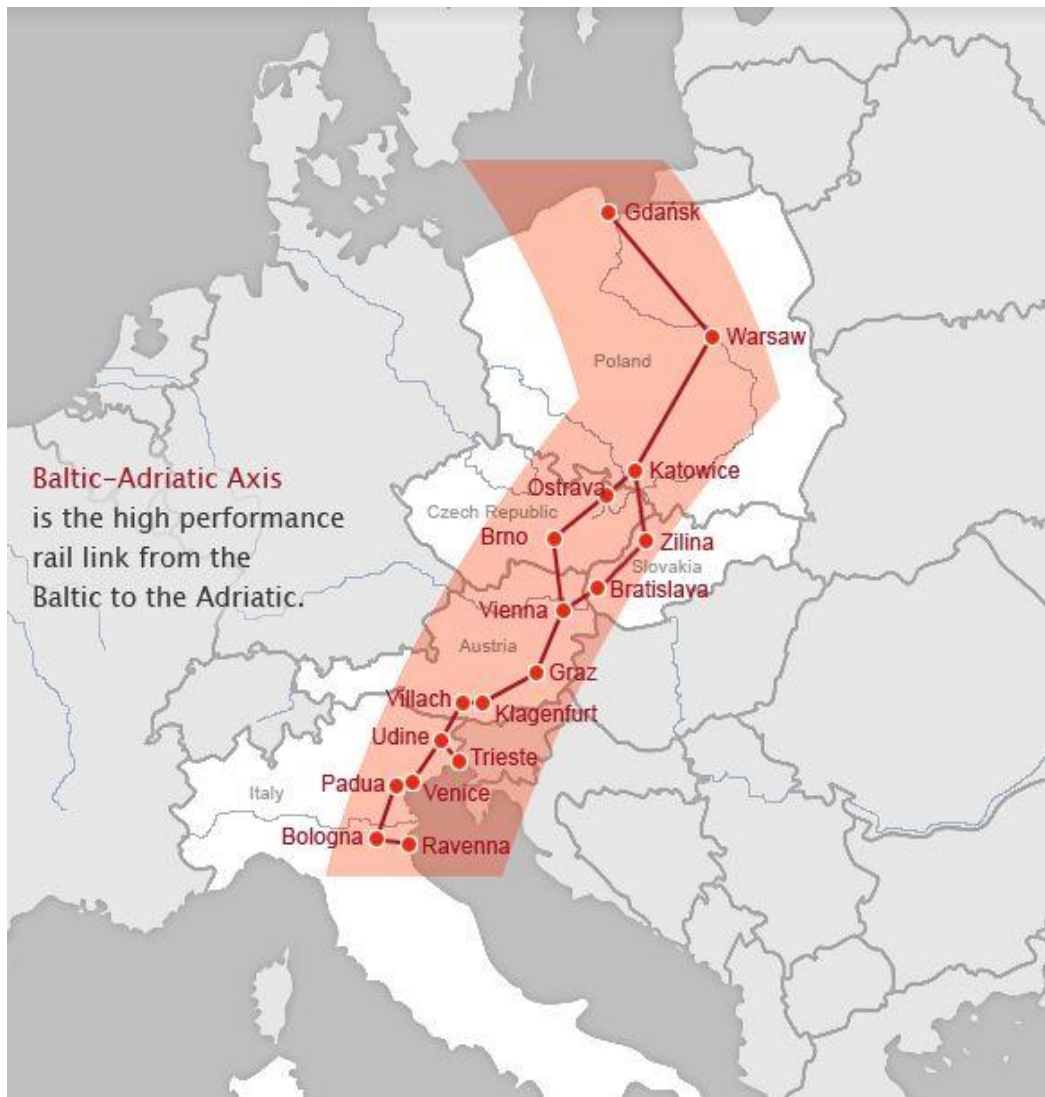 Gdańsk
Warsaw
Poland
Katowice
Baltic-Adriatic Axis
is the high performance
rail link from the
Baltic to the Adriatic.
Ostrava
Czech Republic
Brno
Zilina
Slovakia
Bratislava
Vienna
Austria
Graz
Villach
Klagenfurt
Udine
Trieste
Padua
Venice
Italy
Bologna
Ravenna